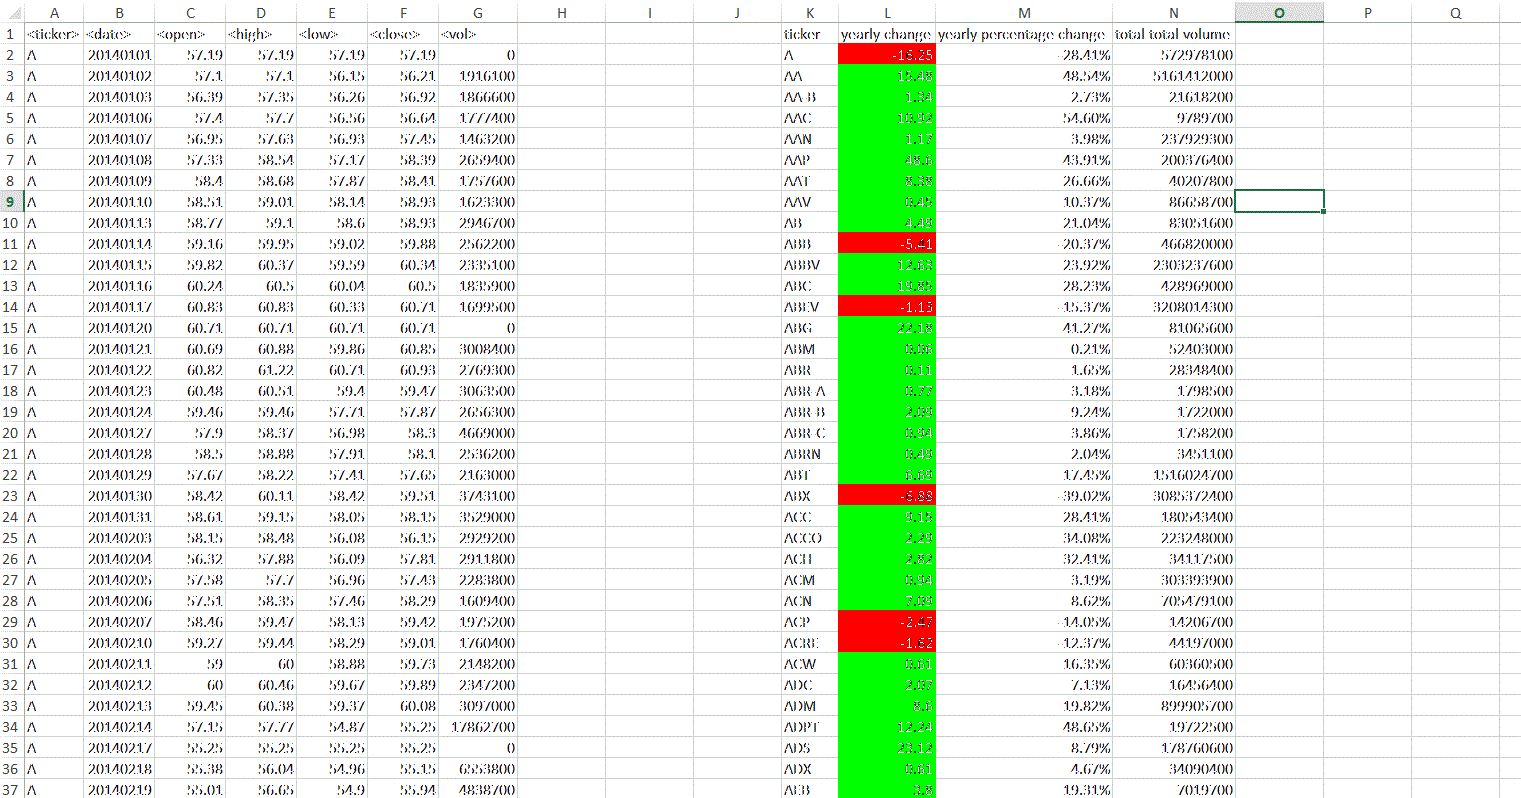 A B C D E F G H I J K L M N O P Q
1 <ticker> <date> <open> <high> <low> <close> <vol> ticker yearly change yearly percentage change total total volume
2 A 20140101 57.19 57.19 57.19 57.19 0 A -16.25 -28.41% 572978100
3 A 20140102 57.1 57.1 56.15 56.21 1916100 AA 15.48 48.54% 5161412000
4 A 20140103 56.39 57.35 56.26 56.92 1866600 AA-B 1.34 2.73% 21618200
5 A 20140106 57.4 57.7 56.56 56.64 1777400 AAC 10.92 54.60% 9789700
6 A 20140107 56.95 57.63 56.93 57.45 1463200 AAN 1.17 3.98% 237929300
7 A 20140108 57.33 58.54 57.17 58.39 2659400 AAP 48.6 43.91% 200376400
8 A 20140109 58.4 58.68 57.87 58.41 1757600 AAT 8.38 26.66% 40207800
9 A 20140110 58.51 59.01 58.14 58.93 1623300 AAV 0.45 10.37% 86658700
10 A 20140113 58.77 59.1 58.6 58.93 2946700 AB 4.49 21.04% 83051600
11 A 20140114 59.16 59.95 59.02 59.88 2562200 ABB -5.41 -20.37% 466820000
12 A 20140115 59.82 60.37 59.59 60.34 2335100 ABBV 12.63 23.92% 2303237600
13 A 20140116 60.24 60.5 60.04 60.5 1835900 ABC 19.85 28.23% 428969000
14 A 20140117 60.83 60.83 60.33 60.71 1699500 ABEV -1.13 -15.37% 3208014300
15 A 20140120 60.71 60.71 60.71 60.71 0 ABG 22.18 41.27% 81065600
16 A 20140121 60.69 60.88 59.86 60.85 3008400 ABM 0.06 0.21% 52403000
17 A 20140122 60.82 61.22 60.71 60.93 2769300 ABR 0.11 1.65% 28348400
18 A 20140123 60.48 60.51 59.4 59.47 3063500 ABR-A 0.77 3.18% 1798500
19 A 20140124 59.46 59.46 57.71 57.87 2656300 ABR-B 2.09 9.24% 1722000
20 A 20140127 57.9 58.37 56.98 58.3 4669000 ABR-C 0.94 3.86% 1758200
21 A 20140128 58.5 58.88 57.91 58.1 2536200 ABRN 0.49 2.04% 3451100
22 A 20140129 57.67 58.22 57.41 57.65 2163000 ABT 6.69 17.45% 1516024700
23 A 20140130 58.42 60.11 58.42 59.51 3743100 ABX -6.88 -39.02% 3085372400
24 A 20140131 58.61 59.15 58.05 58.15 3529000 ACC 9.15 28.41% 180543400
25 A 20140203 58.15 58.48 56.08 56.15 2929200 ACCO 2.29 34.08% 223248000
26 A 20140204 56.32 57.88 56.09 57.81 2911800 ACH 2.82 32.41% 34117500
27 A 20140205 57.58 57.7 56.96 57.43 2283800 ACM 0.94 3.19% 303393900
28 A 20140206 57.51 58.35 57.46 58.29 1609400 ACN 7.09 8.62% 705479100
29 A 20140207 58.46 59.47 58.13 59.42 1975200 ACP -2.47 -14.05% 14206700
30 A 20140210 59.27 59.44 58.29 59.01 1760400 ACRE -1.62 -12.37% 44197000
31 A 20140211 59 60 58.88 59.73 2148200 ACW 0.61 16.35% 60360500
32 A 20140212 60 60.46 59.67 59.89 2347200 ADC 2.07 7.13% 16456400
33 A 20140213 59.45 60.38 59.37 60.08 3097000 ADM 8.6 19.82% 899905700
34 A 20140214 57.15 57.77 54.87 55.25 17862700 ADPT 12.24 48.65% 19722500
35 A 20140217 55.25 55.25 55.25 55.25 0 ADS 23.12 8.79% 178760600
36 A 20140218 55.38 56.04 54.96 55.15 6553800 ADX 0.61 4.67% 34090400
37 A 20140219 55.01 56.65 54.9 55.94 4838700 AEB 3.8 19.31% 7019700